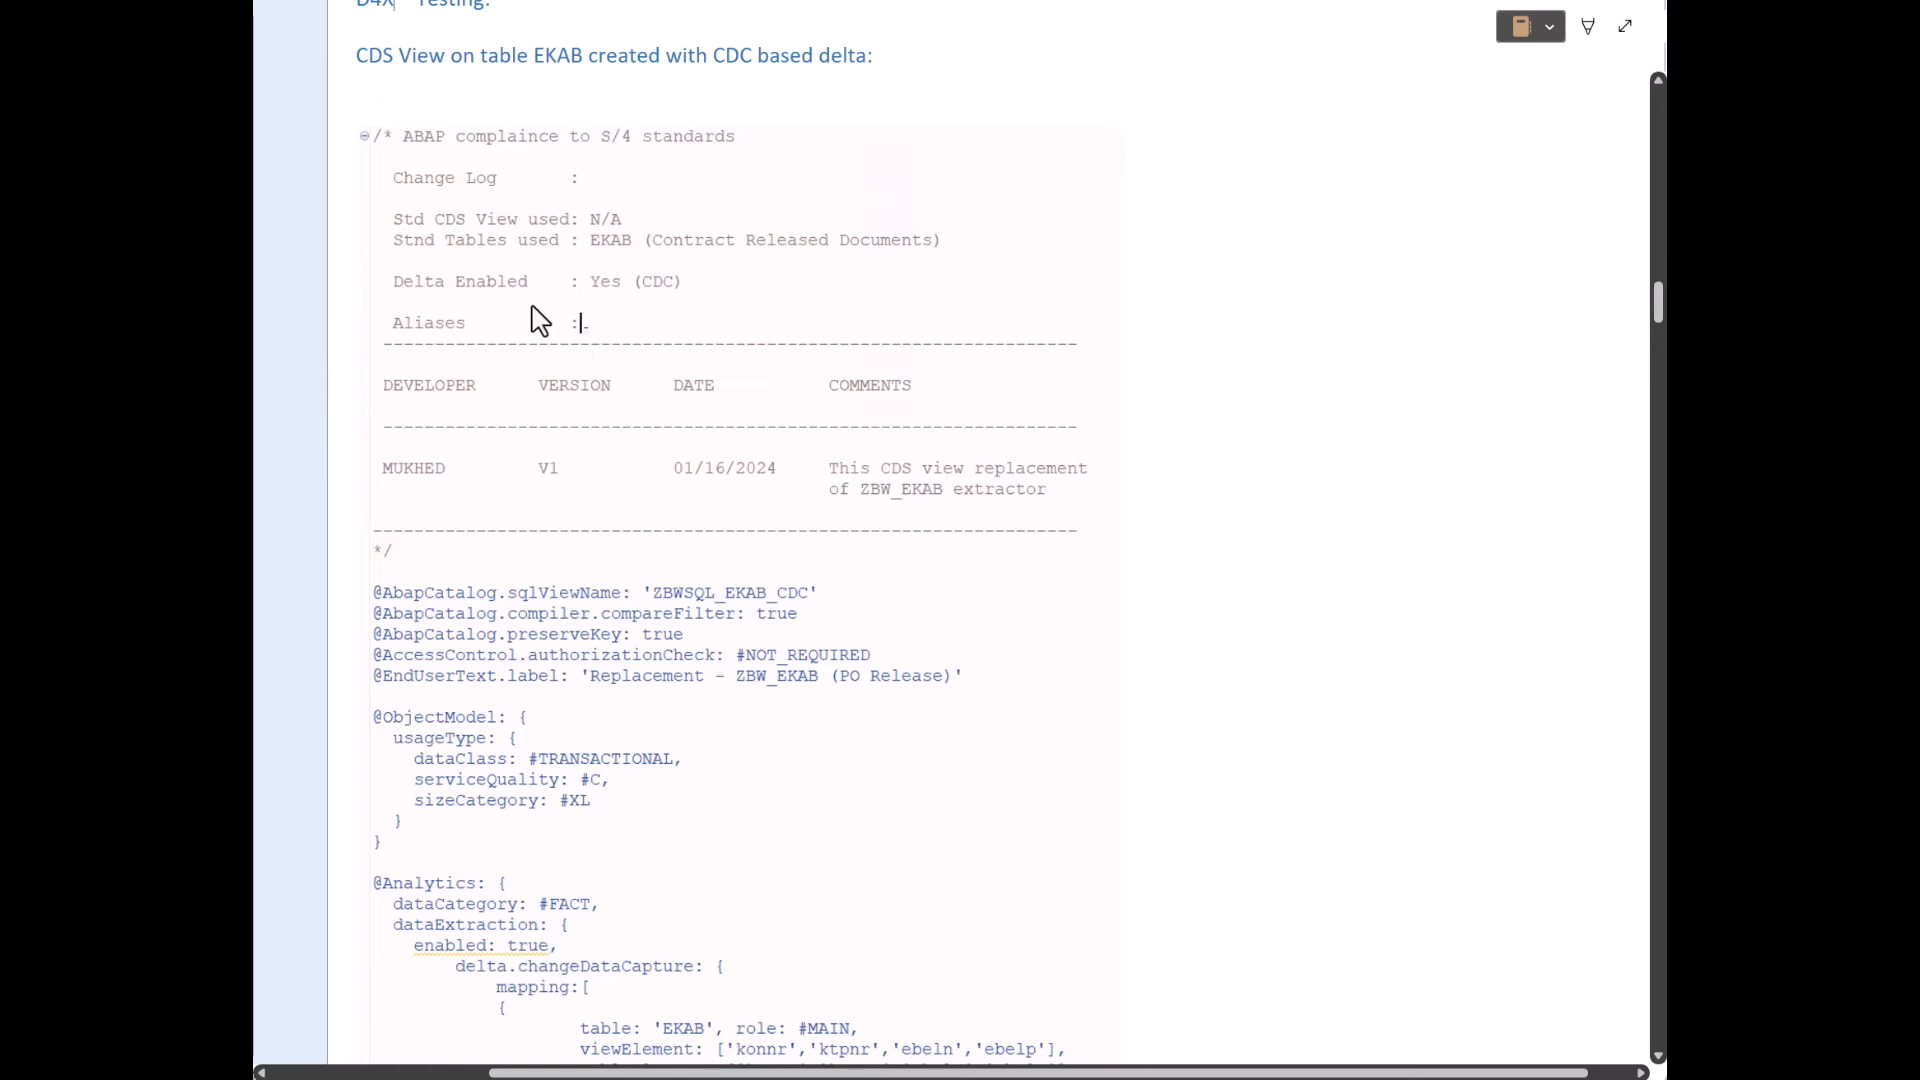 D4X Testing:
CDS View on table EKAB created with CDC based delta:
/* ABAP complaince to S/4 standards
Change Log :
Std CDS View used: N/A
Stnd Tables used : EKAB (Contract Released Documents)
Delta Enabled : Yes (CDC)
Aliases :
--------------------------------------------------------------------
DEVELOPER VERSION DATE COMMENTS
--------------------------------------------------------------------
MUKHED V1 01/16/2024 This CDS view replacement
of ZBW_EKAB extractor
---------------------------------------------------------------------
*/
@AbapCatalog.sqlViewName: 'ZBWSQL_EKAB_CDC'
@AbapCatalog.compiler.compareFilter: true
@AbapCatalog.preserveKey: true
@AccessControl.authorizationCheck: #NOT_REQUIRED
@EndUserText.label: 'Replacement - ZBW_EKAB (PO Release)'
@ObjectModel: {
usageType: {
dataClass: #TRANSACTIONAL,
serviceQuality: #C,
sizeCategory: #XL
}
}
@Analytics: {
dataCategory: #FACT,
dataExtraction: {
enabled: true,
delta.changeDataCapture: {
mapping:[
{
table: 'EKAB', role: #MAIN,
viewElement: ['konnr','ktpnr','ebeln','ebelp'],